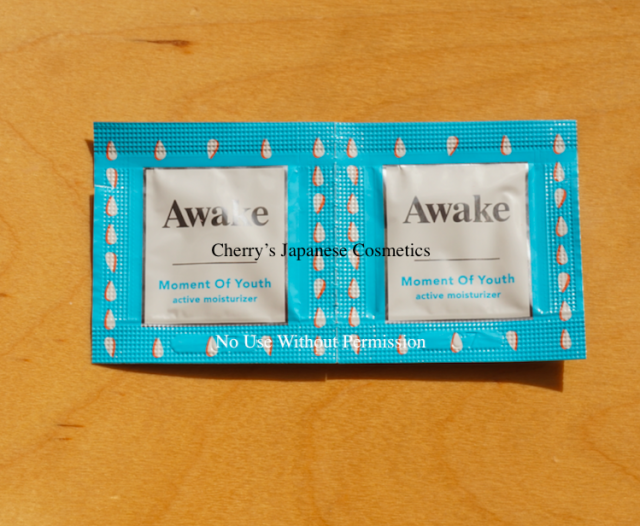 Awake
Awake
Cherry's Japanese Cosmetics
Moment Of Youth
active moisturizer
Moment Of Youth
active moisturizer
No Use Without Permission